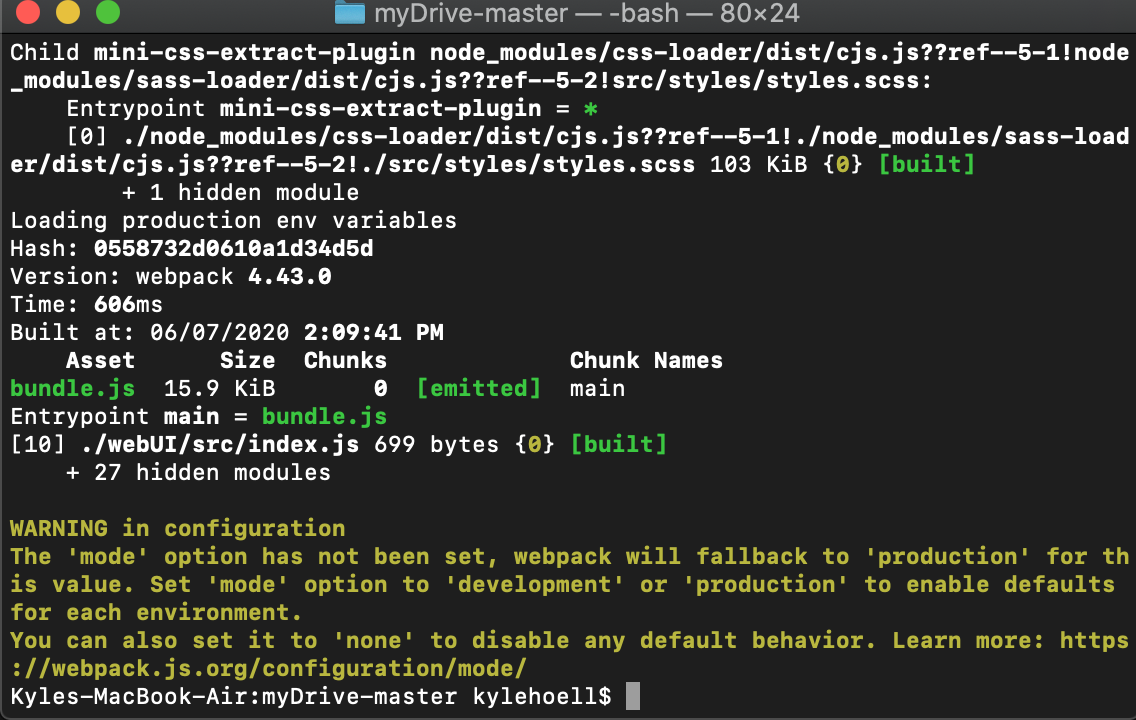 myDrive-master — -bash — 80×24
Child mini-css-extract-plugin node_modules/css-loader/dist/cjs.js??ref--5-1!node
_modules/sass-loader/dist/cjs.js??ref--5-2!src/styles/styles.scss:
    Entrypoint mini-css-extract-plugin = *
    [0] ./node_modules/css-loader/dist/cjs.js??ref--5-1!./node_modules/sass-load
er/dist/cjs.js??ref--5-2!./src/styles/styles.scss 103 KiB {0} [built]
        + 1 hidden module
Loading production env variables
Hash: 0558732d0610a1d34d5d
Version: webpack 4.43.0
Time: 606ms
Built at: 06/07/2020 2:09:41 PM
    Asset      Size  Chunks             Chunk Names
bundle.js  15.9 KiB       0  [emitted]  main
Entrypoint main = bundle.js
[10] ./webUI/src/index.js 699 bytes {0} [built]
    + 27 hidden modules

WARNING in configuration
The 'mode' option has not been set, webpack will fallback to 'production' for th
is value. Set 'mode' option to 'development' or 'production' to enable defaults
for each environment.
You can also set it to 'none' to disable any default behavior. Learn more: https
://webpack.js.org/configuration/mode/
Kyles-MacBook-Air:myDrive-master kylehoell$